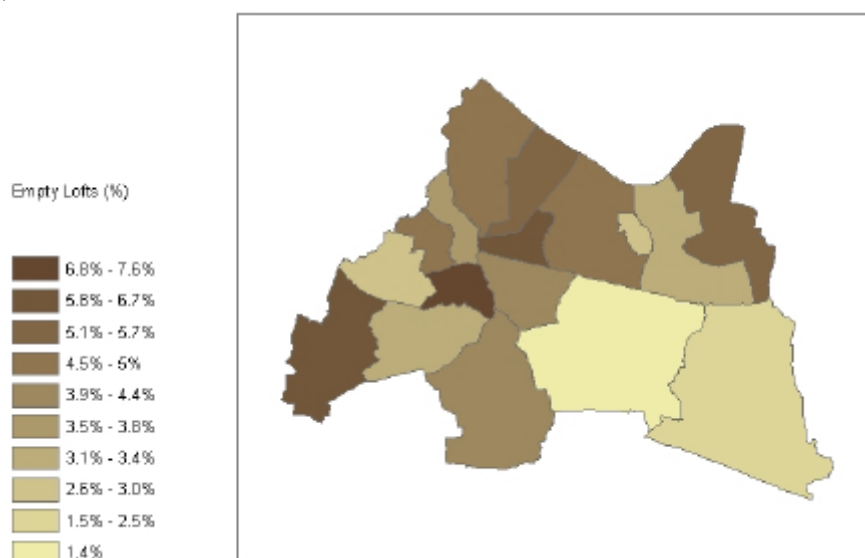 Empty Lofts (%)
6.8% - 7.6%
5.8% - 6.7%
5.1% - 5.7%
4.5% - 5%
3.9% - 4.4%
3.5% - 3.8%
3.1% - 3.4%
2.6% - 3.0%
1.5% - 2.5%
1.4%